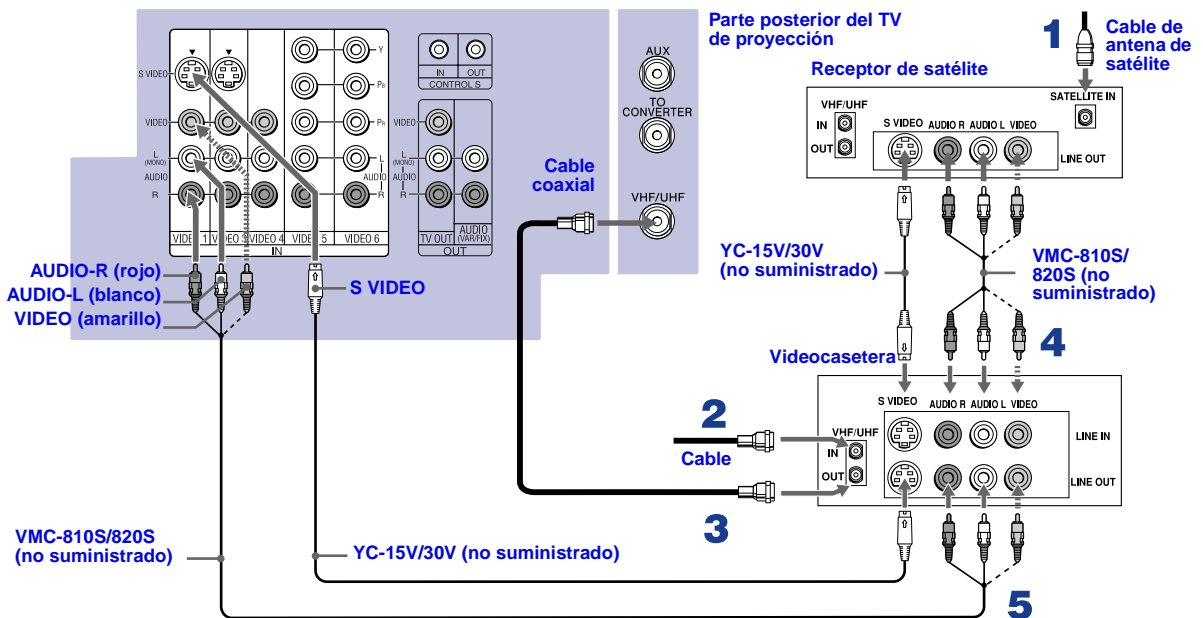 Parte posterior del TV
de proyección
1
Cable de
antena de
satélite
Receptor de satélite
SATELLITE IN
VHF/UHF
IN
OUT
S VIDEO
AUDIO R
AUDIO L
VIDEO
LINE OUT
S VIDEO
VIDEO
L
(MONO)
AUDIO
R
VIDEO 1
VIDEO 3
VIDEO 4
VIDEO 5
VIDEO 6
IN
Y
PB
PR
L
AUDIO
R
IN
OUT
CONTROL S
VIDEO
L
(MONO)
AUDIO
R
TV OUT
AUDIO
(VAR/FIX)
OUT
AUX
TO
CONVERTER
VHF/UHF
Cable
coaxial
AUDIO-R (rojo)
AUDIO-L (blanco)
VIDEO (amarillo)
S VIDEO
YC-15V/30V
(no suministrado)
VMC-810S/
820S (no
suministrado)
4
Videocasetera
S VIDEO
AUDIO R
AUDIO L
VIDEO
VHF/UHF
IN
OUT
LINE IN
LINE OUT
2
Cable
3
VMC-810S/820S
(no suministrado)
YC-15V/30V (no suministrado)
5